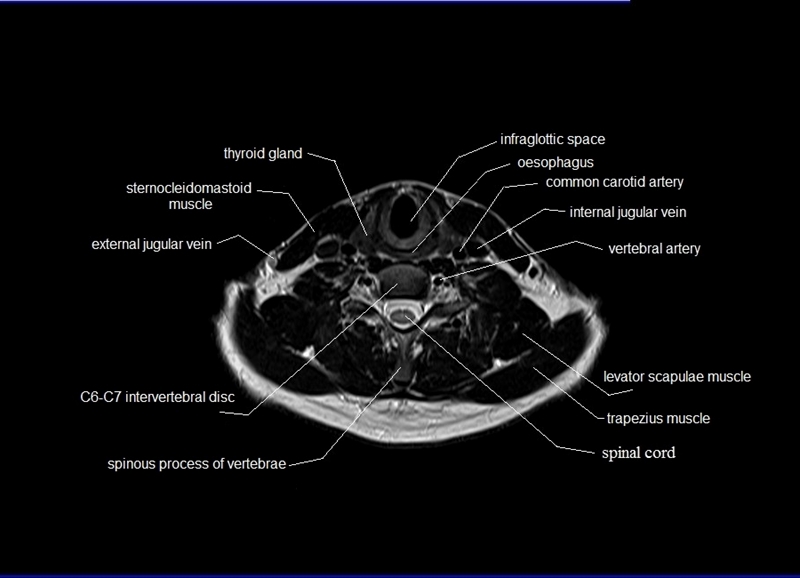 infraglottic space
thyroid gland
oesophagus
common carotid artery
sternocleidomastoid
muscle
internal jugular vein
external jugular vein
vertebral artery
levator scapulae muscle
C6-C7 intervertebral disc
trapezius muscle
spinal cord
spinous process of vertebrae